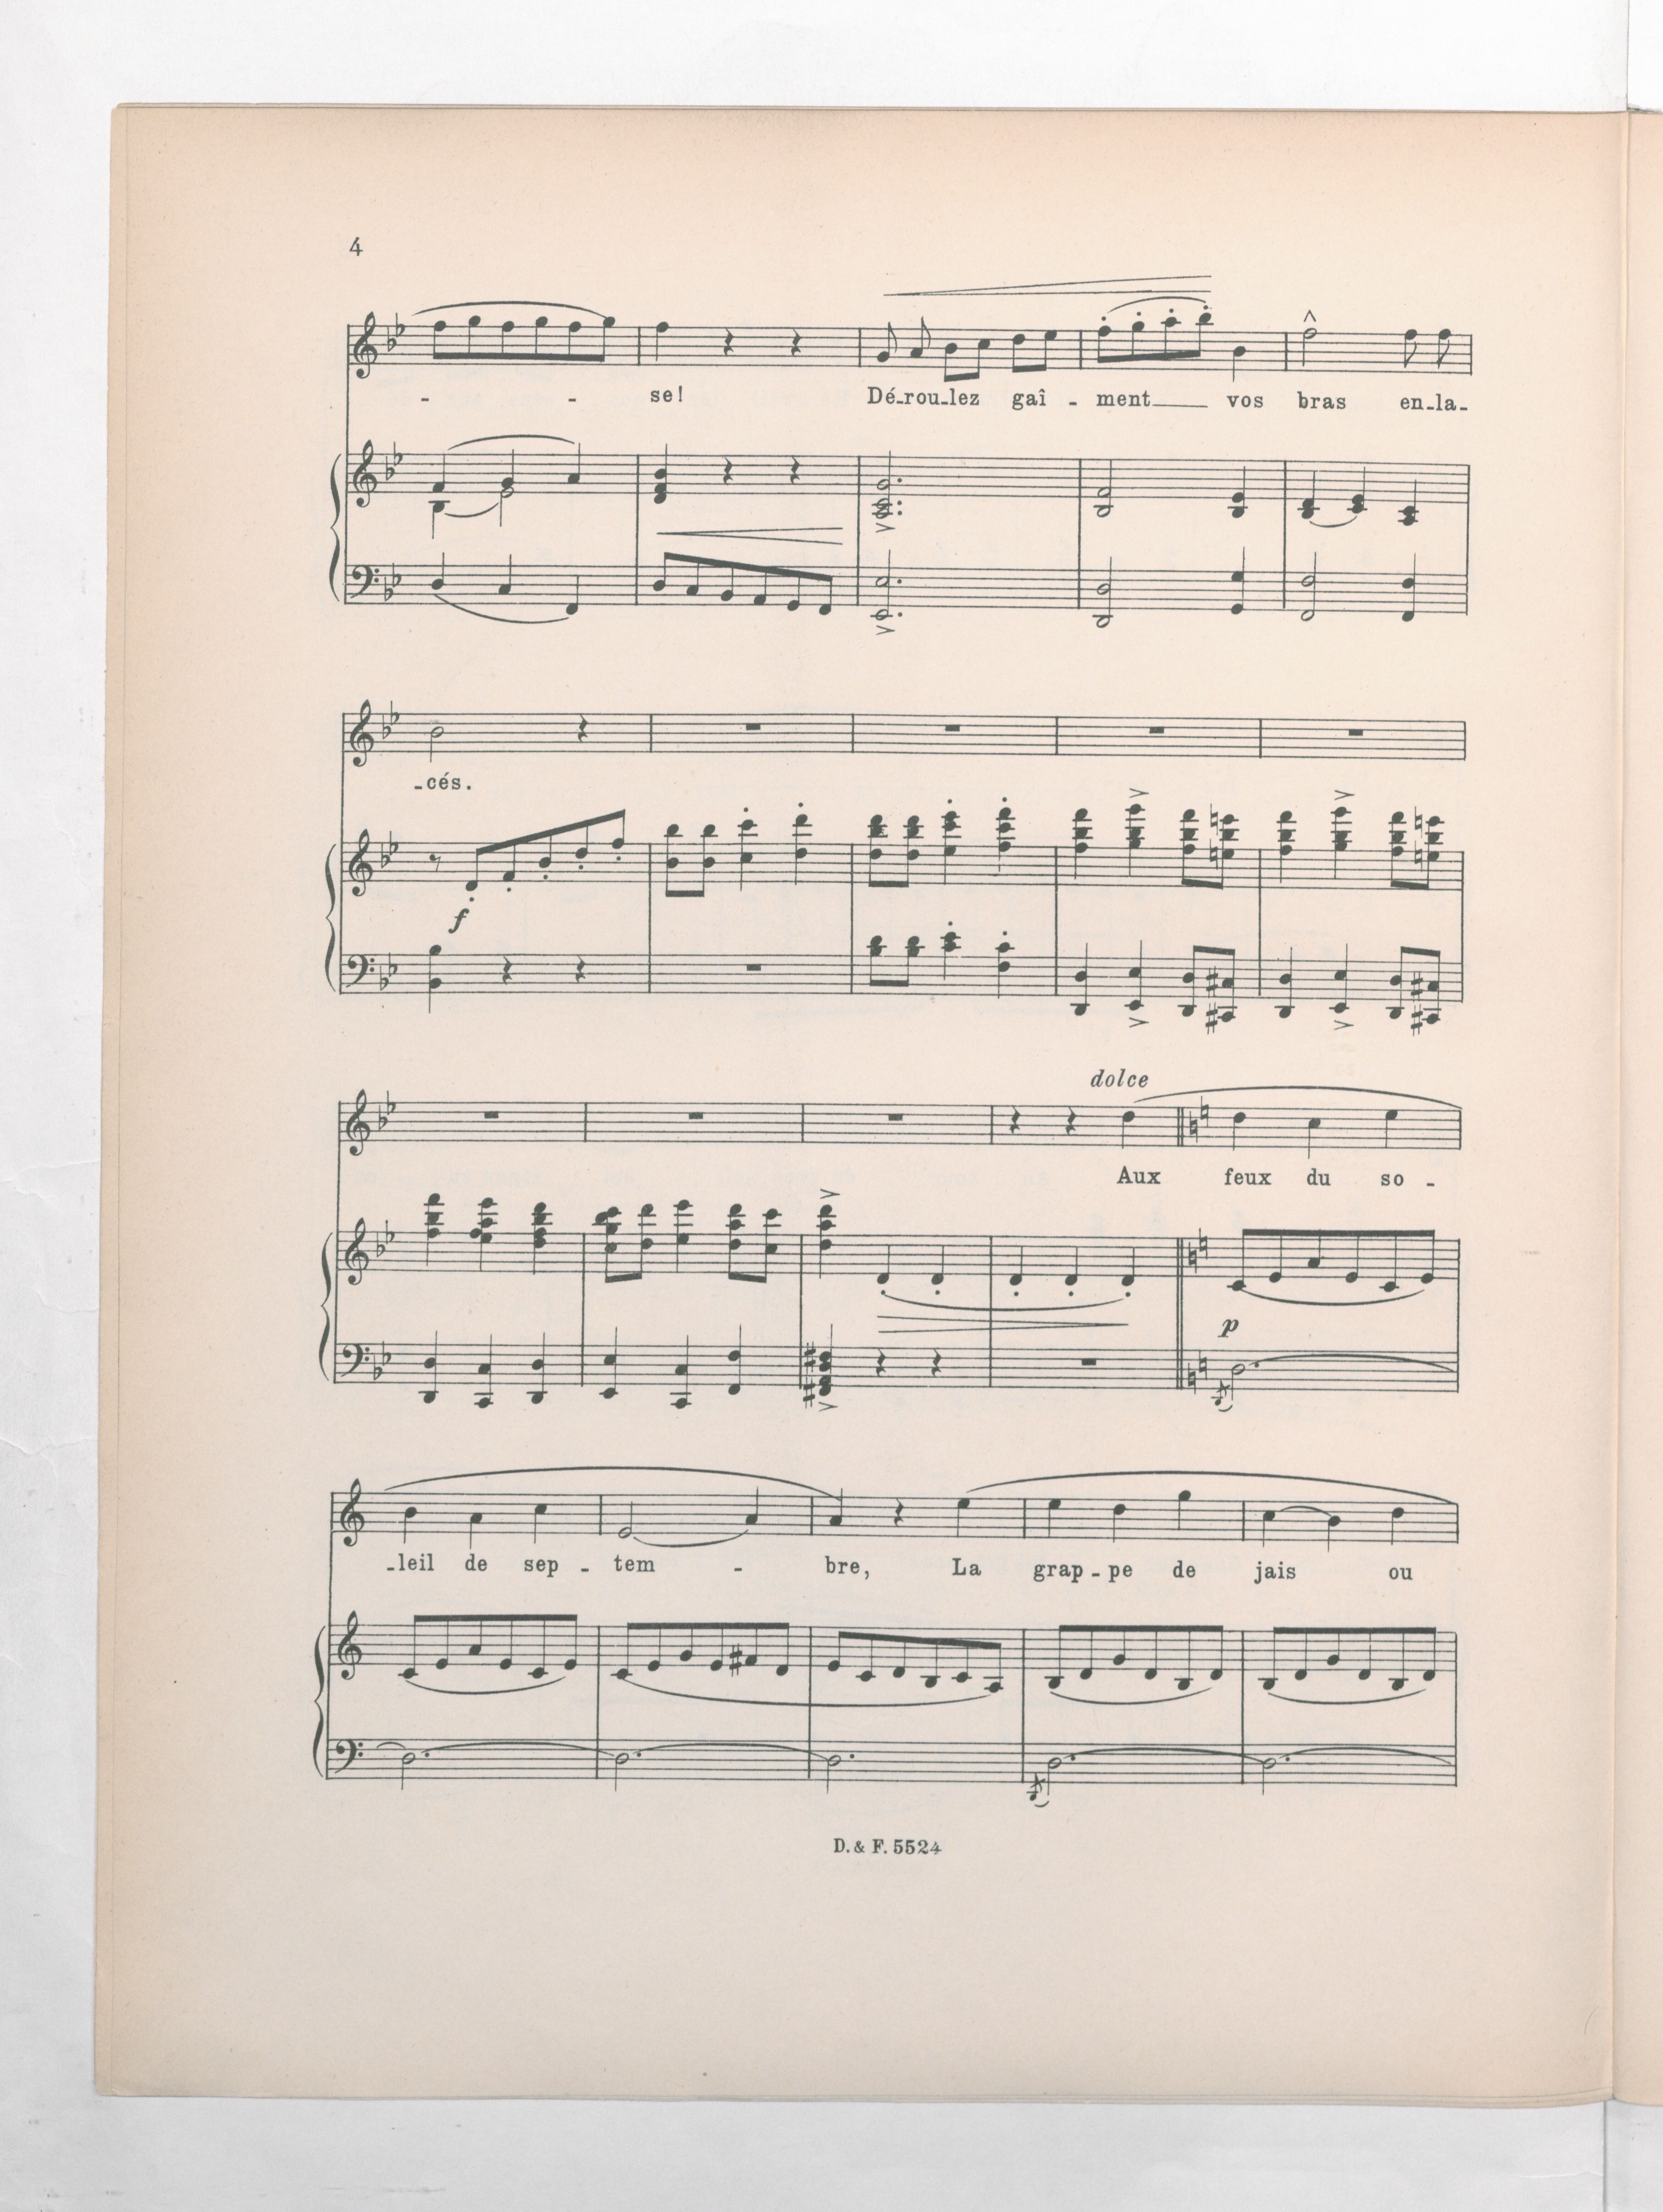 4
- - se! Dé-rou-lez gaî - ment vos bras en-la-
-cés.
f
dolce
Aux feux du so -
p
-leil de sep - tem - bre, La grap - pe de jais ou
D. & F. 5524